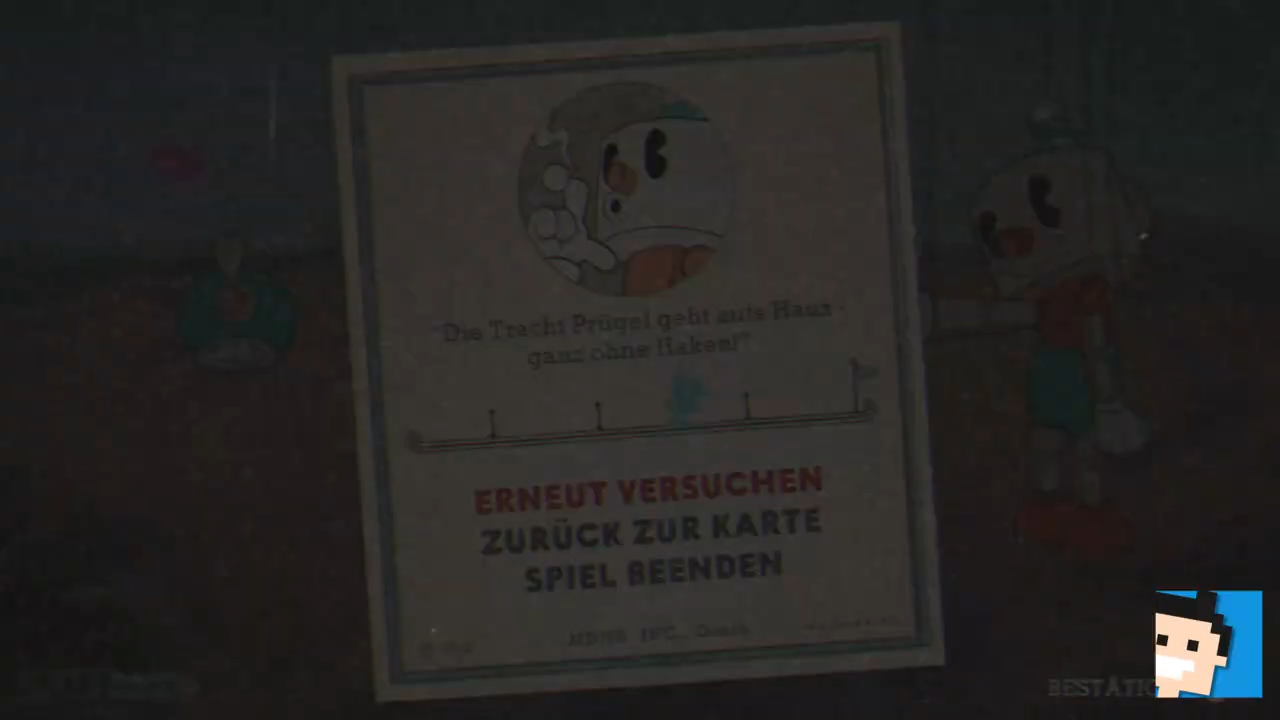 "Die Tracht Prügel geht aufs Haus -
ganz ohne Haken!"
ERNEUT VERSUCHEN
ZURÜCK ZUR KARTE
SPIEL BEENDEN